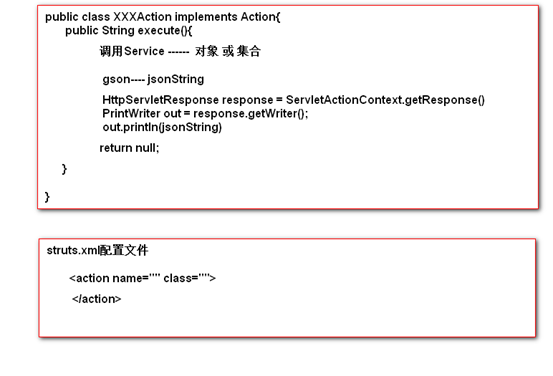 public class XXXAction implements Action{
public String execute(){
调用Service ------ 对象 或 集合
gson---- jsonString
HttpServletResponse response = ServletActionContext.getResponse()
PrintWriter out = response.getWriter();
out.println(jsonString)
return null;
}
}
struts.xml配置文件
<action name="" class="">
</action>